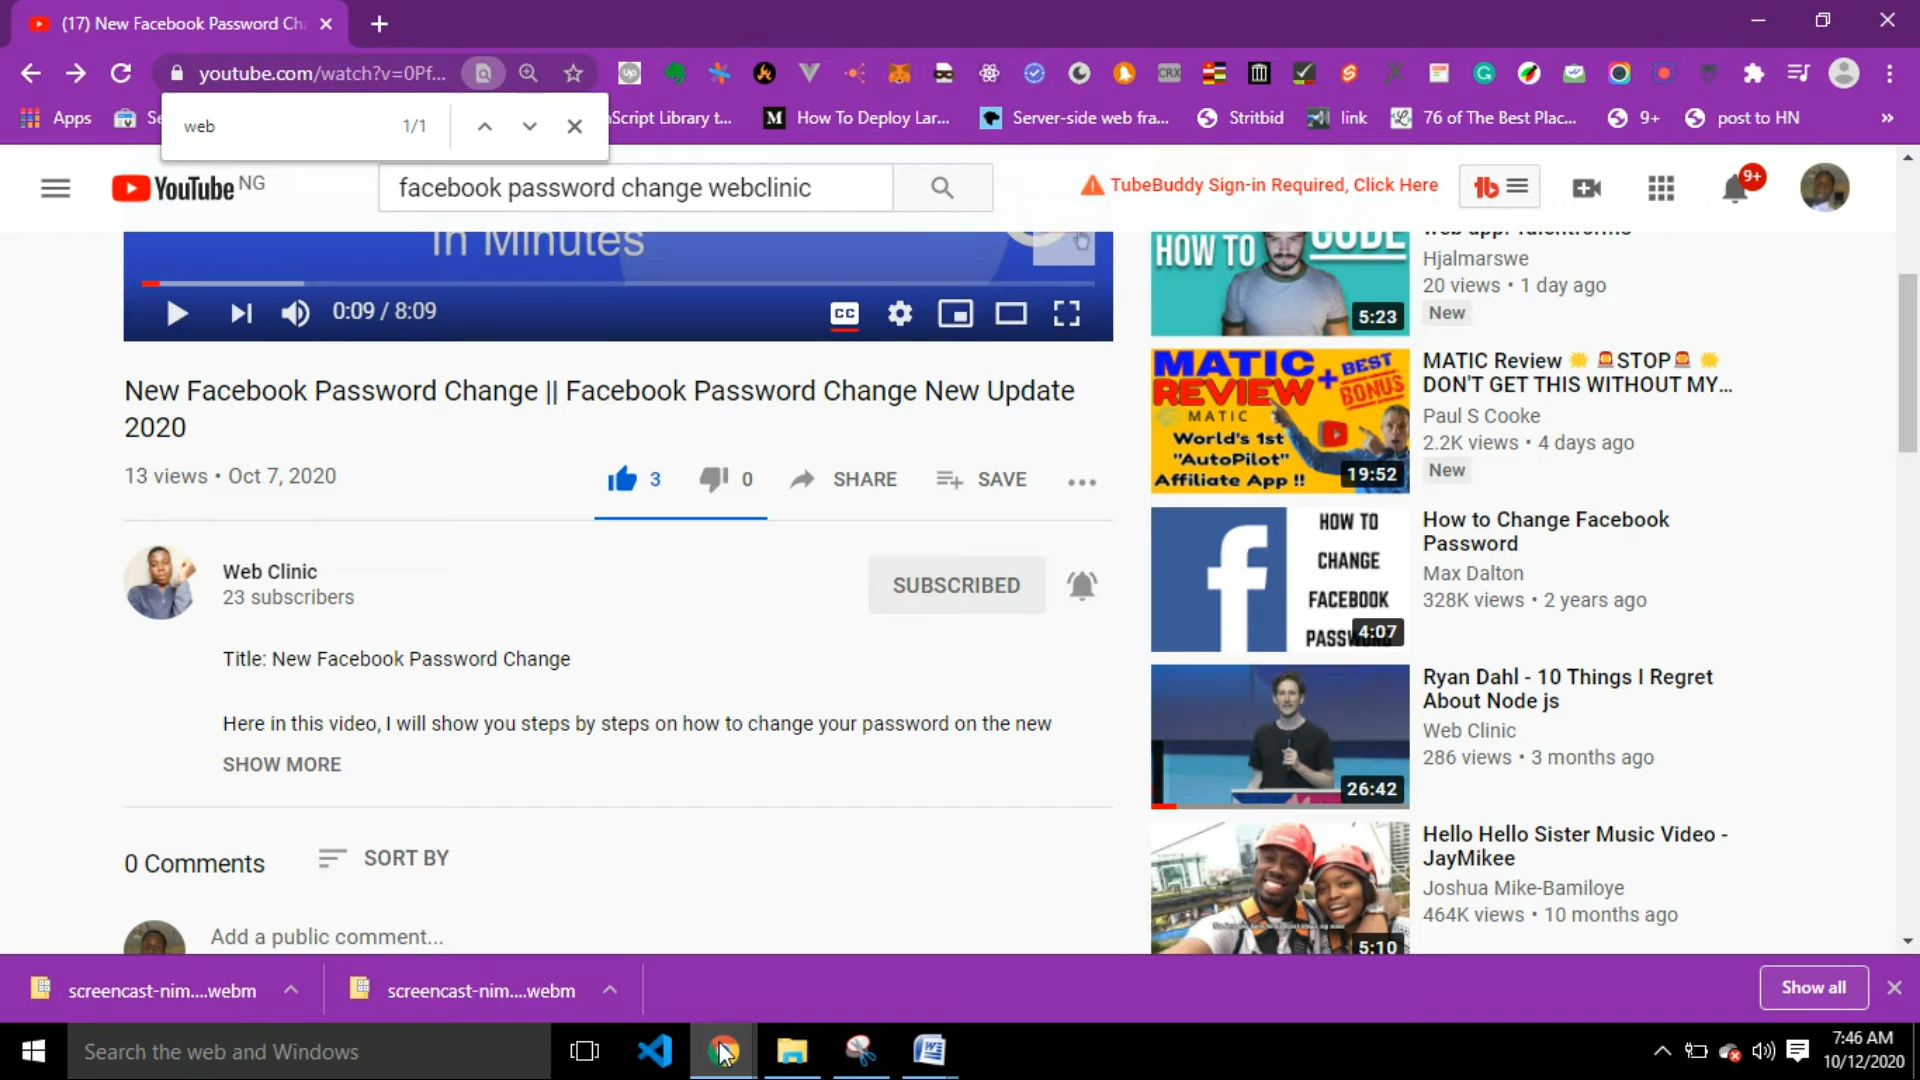 (17) New Facebook Password Cha
youtube.com/watch?v=0Pf...
Apps
Se
web
1/1
Script Library t...
How To Deploy Lar...
Server-side web fra...
Stritbid
link
76 of The Best Plac...
9+
post to HN
»
YouTube NG
facebook password change webclinic
TubeBuddy Sign-in Required, Click Here
9+
In Minutes
0:09 / 8:09
CC
New Facebook Password Change || Facebook Password Change New Update
2020
13 views • Oct 7, 2020
3
0
SHARE
SAVE
Web Clinic
23 subscribers
SUBSCRIBED
Title: New Facebook Password Change
Here in this video, I will show you steps by steps on how to change your password on the new
SHOW MORE
0 Comments
SORT BY
Add a public comment...
HOW TO CODE
5:23
Hjalmarswe
20 views • 1 day ago
New
MATIC
REVIEW
+ BEST
BONUS
MATIC
World's 1st
"AutoPilot"
Affiliate App !!
19:52
MATIC Review STOP
DON'T GET THIS WITHOUT MY...
Paul S Cooke
2.2K views • 4 days ago
New
HOW TO
CHANGE
FACEBOOK
PASSWORD
4:07
How to Change Facebook
Password
Max Dalton
328K views • 2 years ago
26:42
Ryan Dahl - 10 Things I Regret
About Node js
Web Clinic
286 views • 3 months ago
5:10
Hello Hello Sister Music Video -
JayMikee
Joshua Mike-Bamiloye
464K views • 10 months ago
screencast-nim....webm
screencast-nim....webm
Show all
Search the web and Windows
7:46 AM
10/12/2020